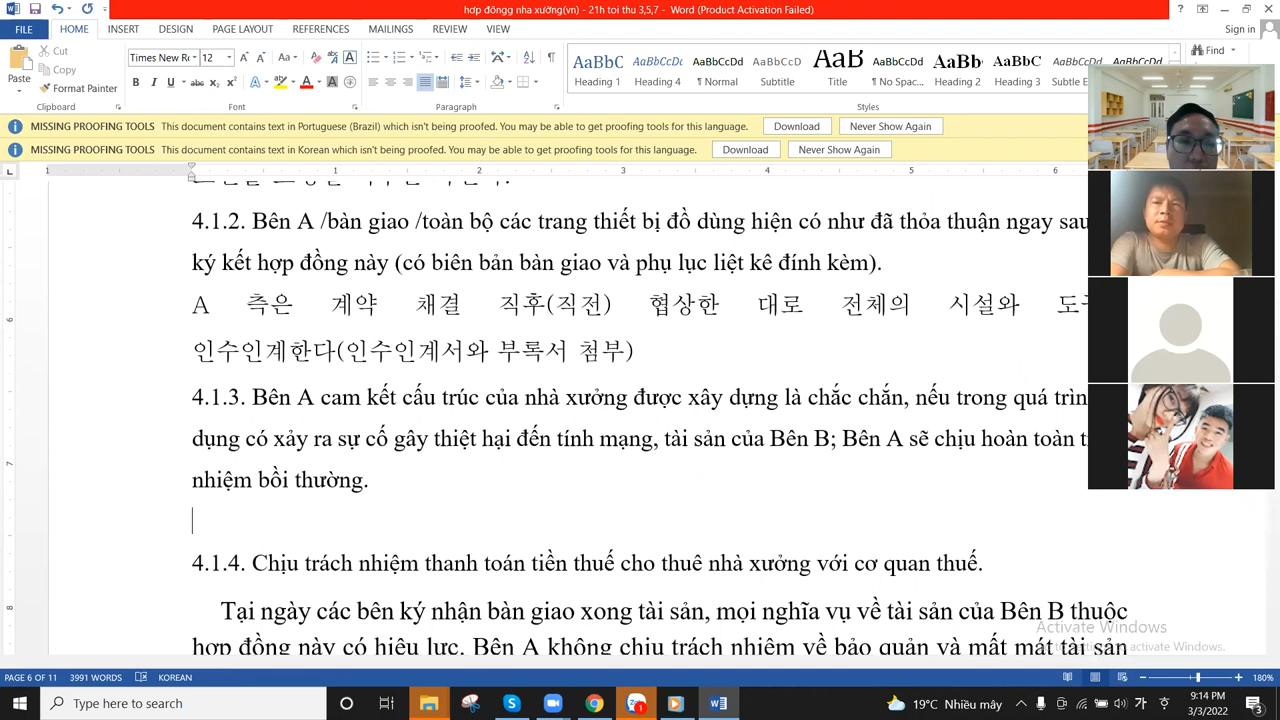 hợp đôngg nha xưởng(vn) - 21h toi thu 3,5,7 - Word (Product Activation Failed)
FILE HOME INSERT DESIGN PAGE LAYOUT REFERENCES MAILINGS REVIEW VIEW
Sign in
Paste
Cut
Copy
Format Painter
Clipboard
Times New Ro 12
Font
Paragraph
AaBbC AaBbCcDc AaBbCcDd AaBbCcD AaB AaBbCcDd AaBbCc AaBbCc AaBbCcDd AaBbCcDd
Heading 1 Heading 4 ¶ Normal Subtitle Title ¶ No Spac... Heading 2 Heading 3 Subtle E
Styles
Find
MISSING PROOFING TOOLS This document contains text in Portuguese (Brazil) which isn't being proofed. You may be able to get proofing tools for this language. Download Never Show Again
MISSING PROOFING TOOLS This document contains text in Korean which isn't being proofed. You may be able to get proofing tools for this language. Download Never Show Again
1 1 2 3 4 5 6
4.1.2. Bên A /bàn giao /toàn bộ các trang thiết bị đồ dùng hiện có như đã thỏa thuận ngay sau
ký kết hợp đồng này (có biên bản bàn giao và phụ lục liệt kê đính kèm).
A 측은 계약 채결 직후(직전) 협상한 대로 전체의 시설와
인수인계한다(인수인계서와 부록서 첨부)
4.1.3. Bên A cam kết cấu trúc của nhà xưởng được xây dựng là chắc chắn, nếu trong quá
dụng có xảy ra sự cố gây thiệt hại đến tính mạng, tài sản của Bên B; Bên A sẽ chịu hoàn toàn
nhiệm bồi thường.
4.1.4. Chịu trách nhiệm thanh toán tiền thuế cho thuê nhà xưởng với cơ quan thuế.
Tại ngày các bên ký nhận bàn giao xong tài sản, mọi nghĩa vụ về tài sản của Bên B thuộc
hợp đồng này có hiệu lực. Bên A không chịu trách nhiệm về bảo quản và mất mát tài sản
Activate Windows
PAGE 6 OF 11 3991 WORDS KOREAN 180%
Type here to search
19°C Nhiều mây
9:14 PM
3/3/2022